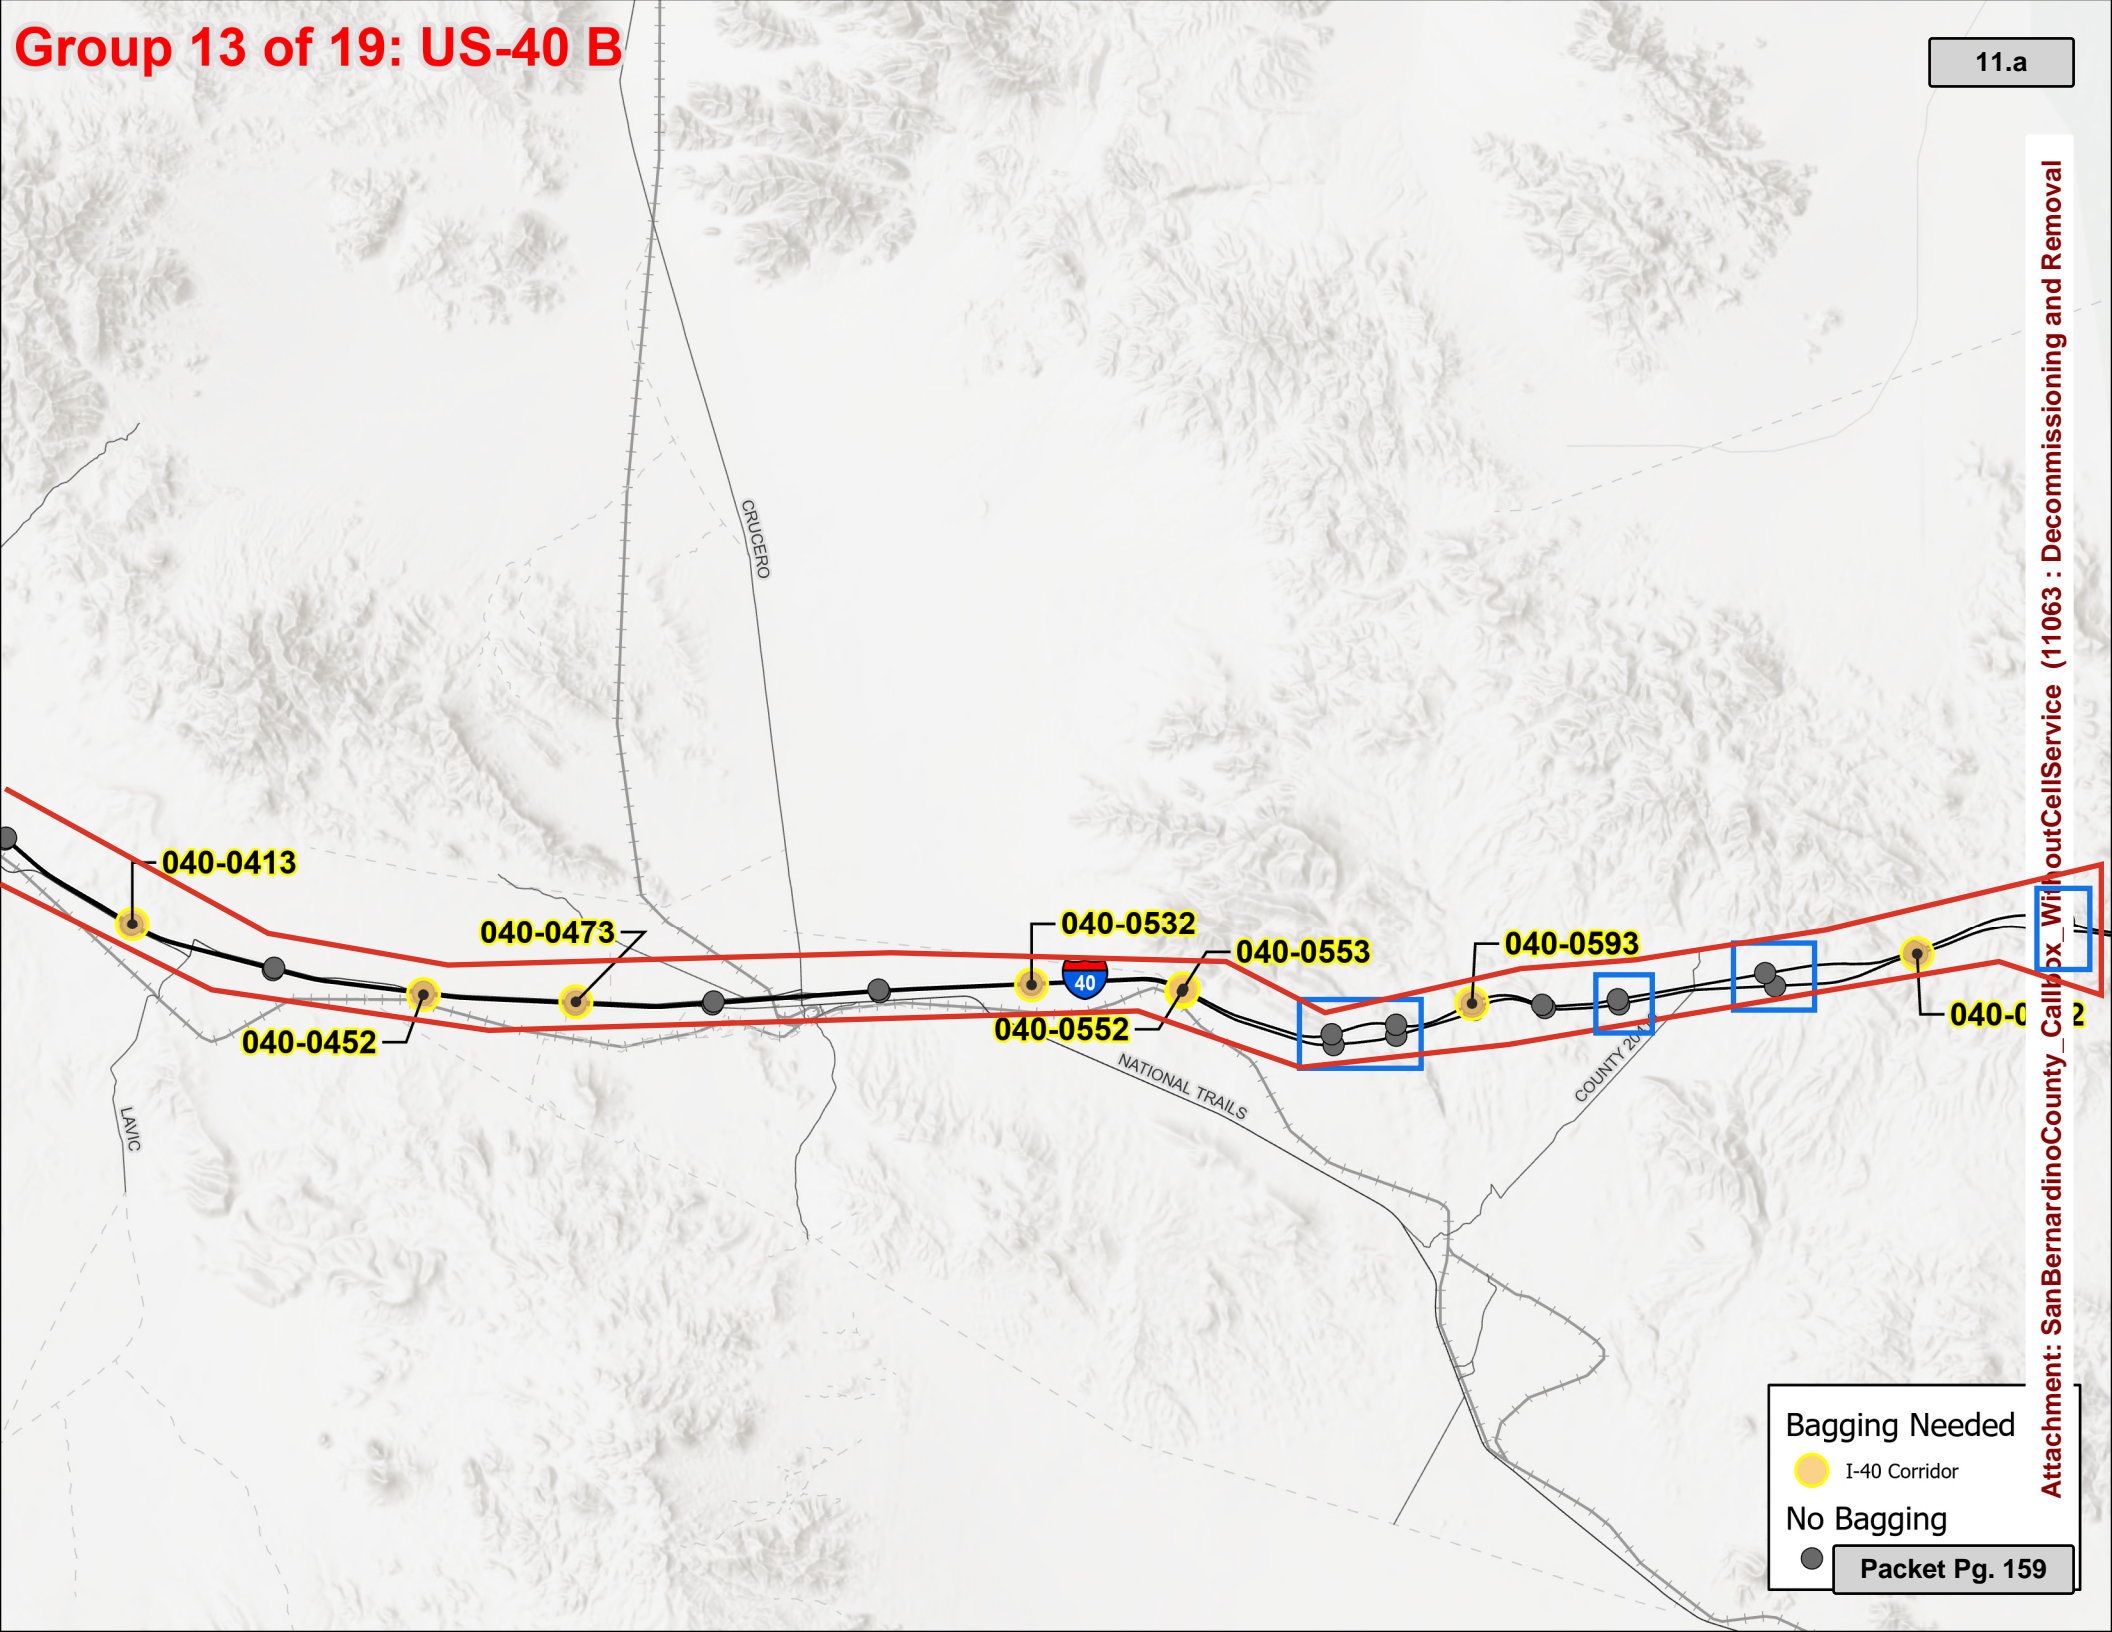 Group 13 of 19: US-40 B
11.a
Attachment: SanBernardinoCounty_Callbox_WithoutCellService (11063 : Decommissioning and Removal
CRUCERO
040-0413
040-0473
040-0532
040-0553
040-0593
40
040-0452
040-0552
NATIONAL TRAILS
COUNTY
LAVIC
Bagging Needed
I-40 Corridor
No Bagging
Packet Pg. 159